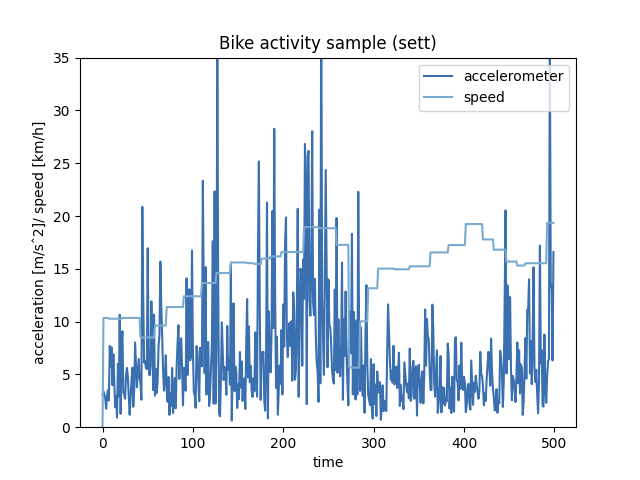 Bike activity sample (sett)
accelerometer
speed
35
30
25
20
15
10
5
0
acceleration [m/s^2]/ speed [km/h]
0 100 200 300 400 500
time